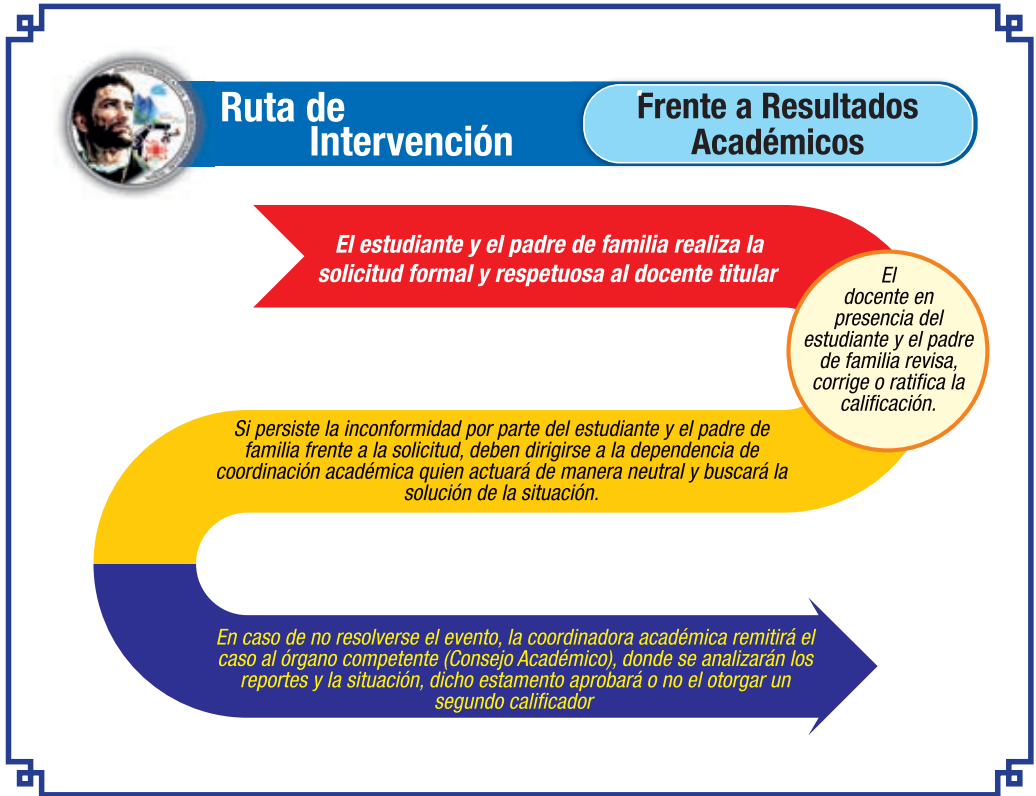 Ruta de
Intervención
Frente a Resultados
Académicos
El estudiante y el padre de familia realiza la
solicitud formal y respetuosa al docente titular
El
docente en
presencia del
estudiante y el padre
de familia revisa,
corrige o ratifica la
calificación.
Si persiste la inconformidad por parte del estudiante y el padre de
familia frente a la solicitud, deben dirigirse a la dependencia de
coordinación académica quien actuará de manera neutral y buscará la
solución de la situación.
En caso de no resolverse el evento, la coordinadora académica remitirá el
caso al órgano competente (Consejo Académico), donde se analizarán los
reportes y la situación, dicho estamento aprobará o no el otorgar un
segundo calificador